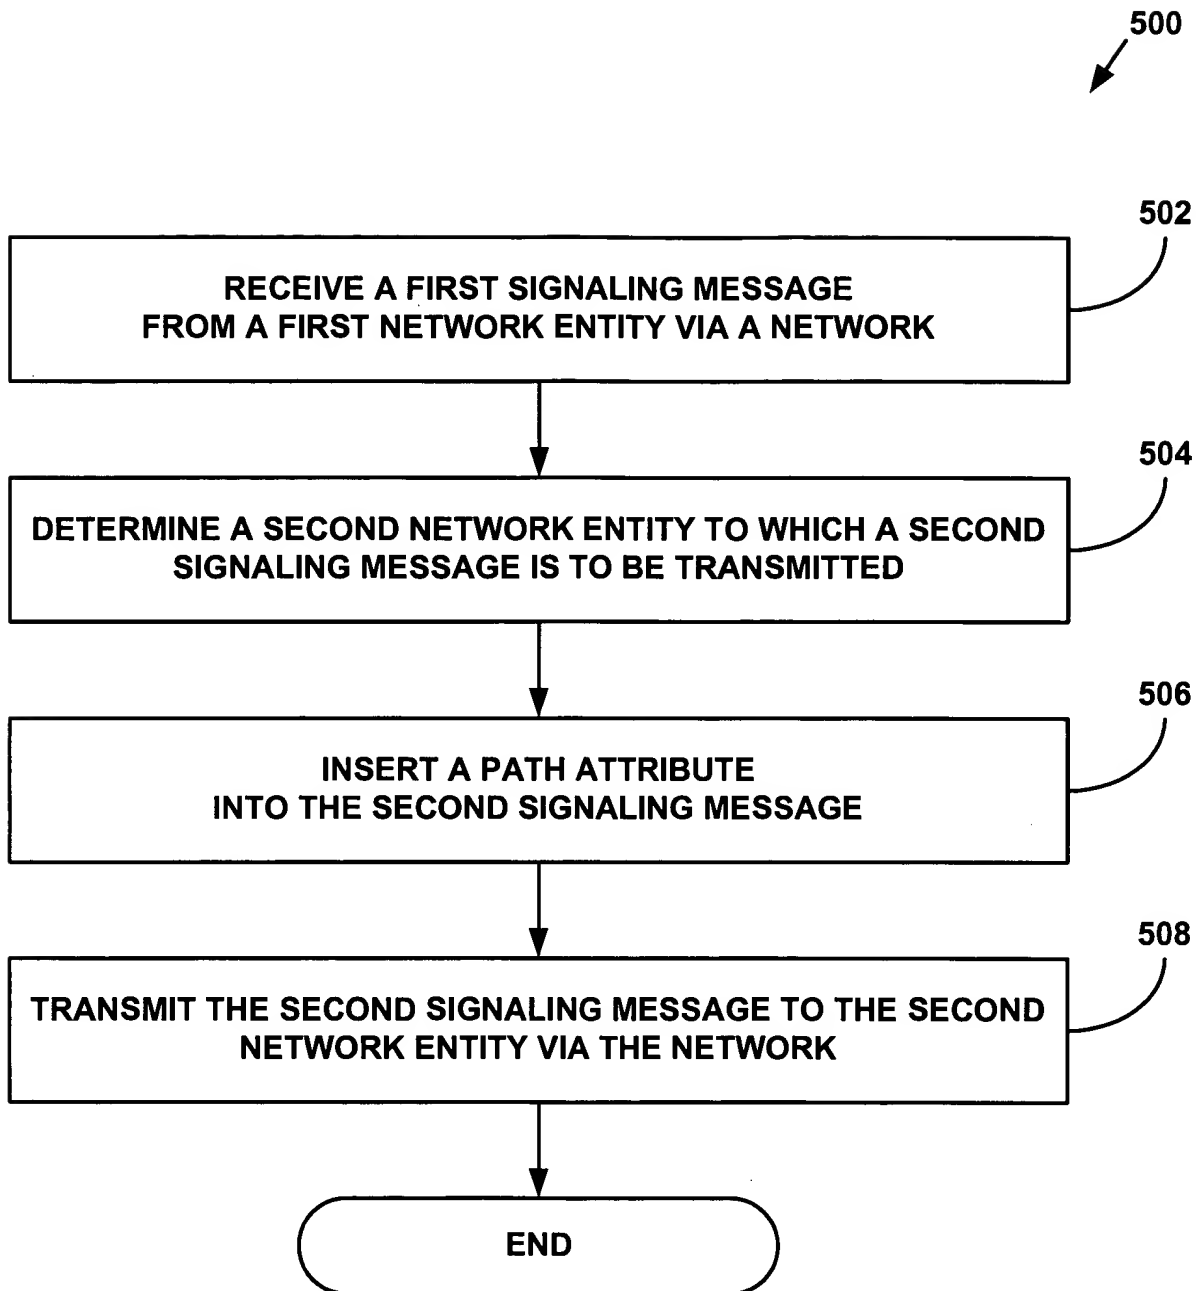 500
502
RECEIVE A FIRST SIGNALING MESSAGE
FROM A FIRST NETWORK ENTITY VIA A NETWORK
504
DETERMINE A SECOND NETWORK ENTITY TO WHICH A SECOND
SIGNALING MESSAGE IS TO BE TRANSMITTED
506
INSERT A PATH ATTRIBUTE
INTO THE SECOND SIGNALING MESSAGE
508
TRANSMIT THE SECOND SIGNALING MESSAGE TO THE SECOND
NETWORK ENTITY VIA THE NETWORK
END